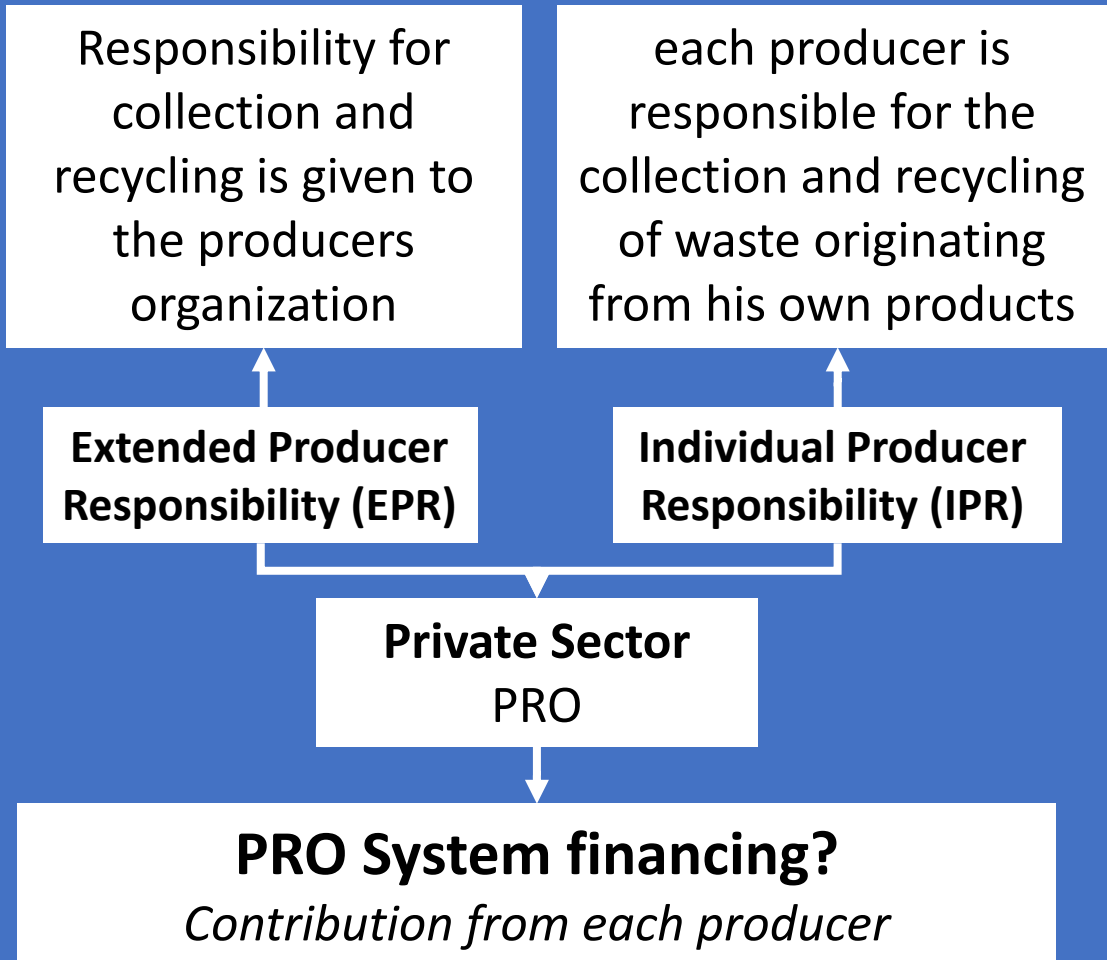 Responsibility for
collection and
recycling is given to
the producers
organization
each producer is
responsible for the
collection and recycling
of waste originating
from his own products
Extended Producer
Responsibility (EPR)
Individual Producer
Responsibility (IPR)
Private Sector
PRO
PRO System financing?
Contribution from each producer